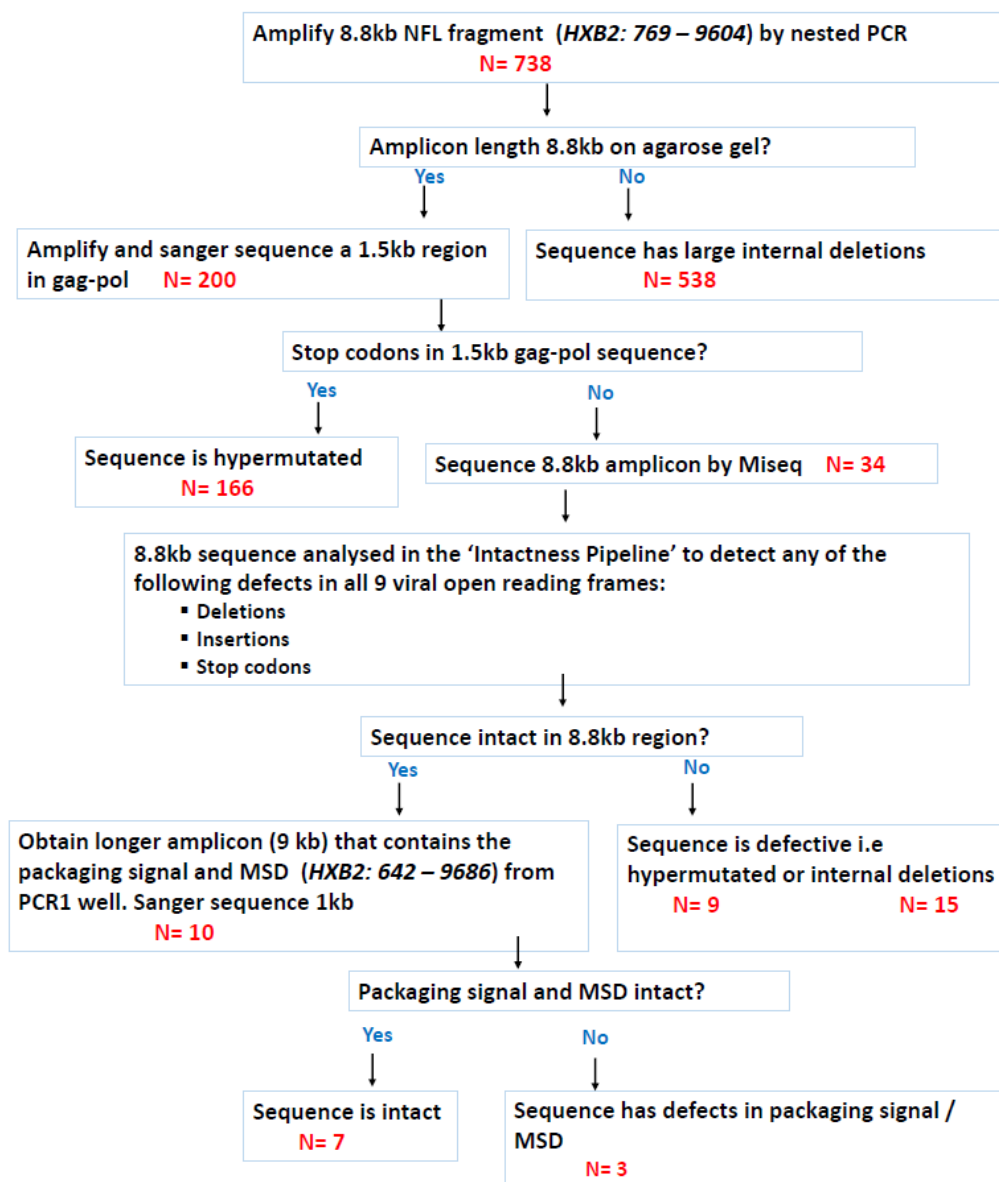 Amplify 8.8kb NFL fragment (HXB2: 769 – 9604) by nested PCR
N= 738
Amplicon length 8.8kb on agarose gel?
Yes
No
Amplify and sanger sequence a 1.5kb region
in gag-pol N= 200
Sequence has large internal deletions
N= 538
Stop codons in 1.5kb gag-pol sequence?
Yes
No
Sequence is hypermutated
N= 166
Sequence 8.8kb amplicon by Miseq N= 34
8.8kb sequence analysed in the ‘Intactness Pipeline’ to detect any of the
following defects in all 9 viral open reading frames:
▪ Deletions
▪ Insertions
▪ Stop codons
Sequence intact in 8.8kb region?
Yes
No
Obtain longer amplicon (9 kb) that contains the
packaging signal and MSD (HXB2: 642 – 9686) from
PCR1 well. Sanger sequence 1kb
N= 10
Sequence is defective i.e
hypermutated or internal deletions
N= 9 N= 15
Packaging signal and MSD intact?
Yes
No
Sequence is intact
N= 7
Sequence has defects in packaging signal /
MSD
N= 3